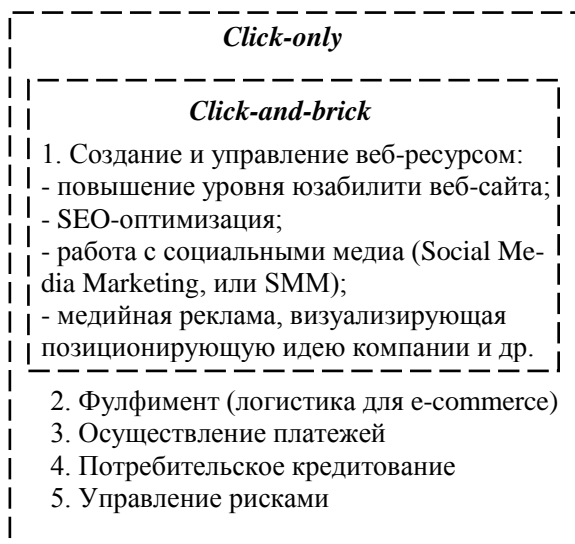 Click-only
Click-and-brick
1. Создание и управление веб-ресурсом:
- повышение уровня юзабилити веб-сайта;
- SEO-оптимизация;
- работа с социальными медиа (Social Me-
dia Marketing, или SMM);
- медийная реклама, визуализирующая
позиционирующую идею компании и др.
2. Фулфимент (логистика для e-commerce)
3. Осуществление платежей
4. Потребительское кредитование
5. Управление рисками